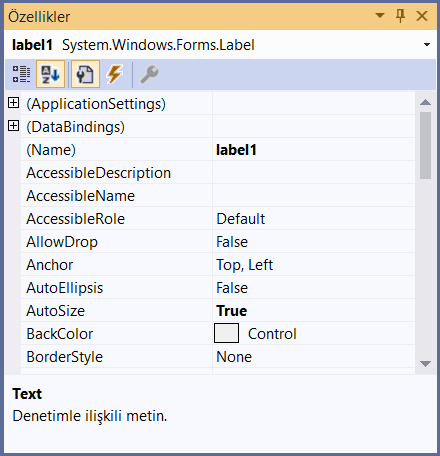 Özellikler
label1 System.Windows.Forms.Label
(ApplicationSettings)
(DataBindings)
(Name) label1
AccessibleDescription
AccessibleName
AccessibleRole Default
AllowDrop False
Anchor Top, Left
AutoEllipsis False
AutoSize True
BackColor Control
BorderStyle None
Text
Denetimle ilişkili metin.